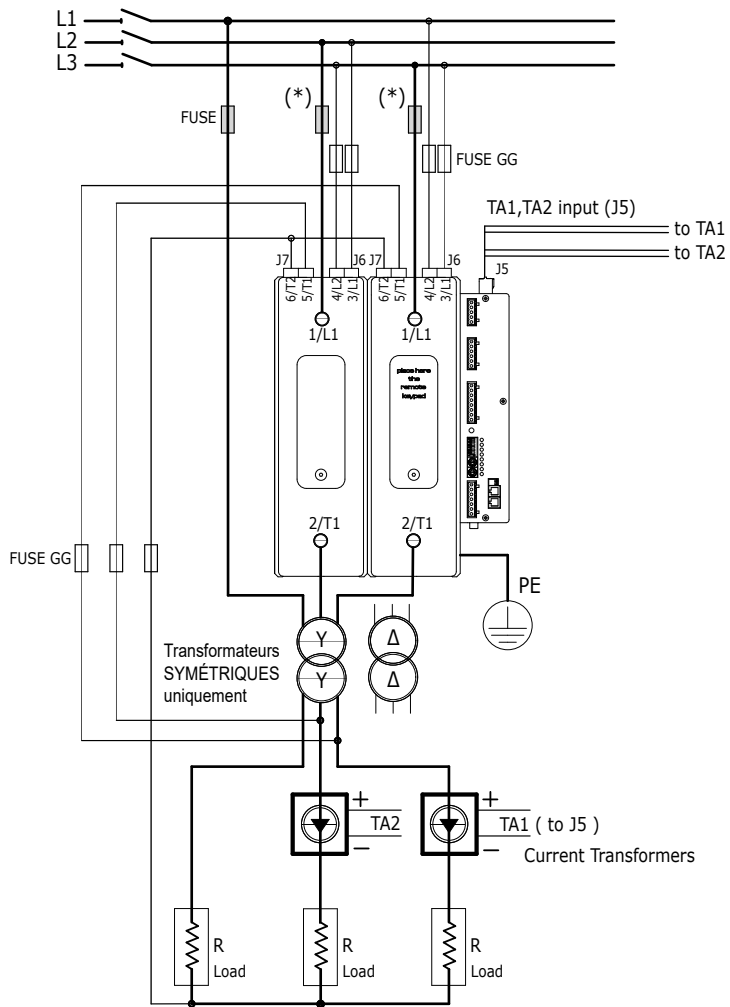 L1
L2
L3
FUSE
(*)
(*)
FUSE GG
TA1,TA2 input (J5)
to TA1
to TA2
J7
J6
J7
J6
J5
6/T2
5/T1
4/L2
3/L1
6/T2
5/T1
4/L2
3/L1
1/L1
1/L1
place here
the
remote
keypad
2/T1
2/T1
FUSE GG
PE
Transformateurs
SYMÉTRIQUES
uniquement
Y
Y
Δ
Δ
+
TA2
–
+
TA1 ( to J5 )
–
Current Transformers
R
Load
R
Load
R
Load